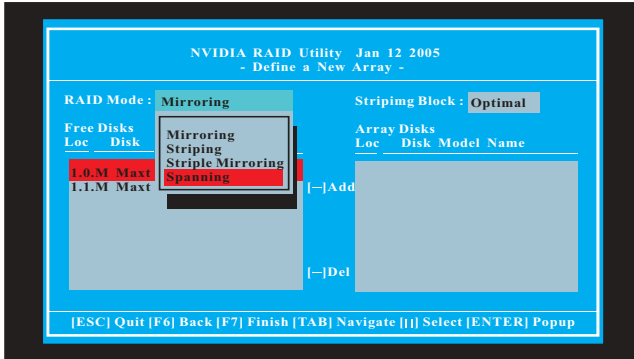 NVIDIA RAID Utility Jan 12 2005
- Define a New Array -
RAID Mode : Mirroring
Stripimg Block : Optimal
Free Disks
Loc Disk
Mirroring
Striping
Striple Mirroring
Spanning
1.0.M Maxt
1.1.M Maxt
Array Disks
Loc Disk Model Name
[—]Add
[—]Del
[ESC] Quit [F6] Back [F7] Finish [TAB] Navigate [||] Select [ENTER] Popup